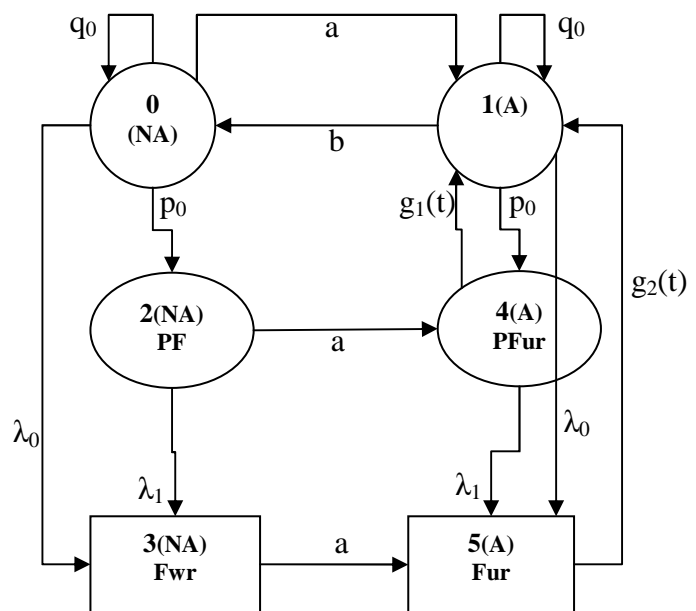 q₀
a
q₀
0
(NA)
1(A)
b
p₀
g₁(t)
p₀
g₂(t)
2(NA)
PF
4(A)
PFur
a
λ₀
λ₀
λ₁
λ₁
3(NA)
Fwr
a
5(A)
Fur